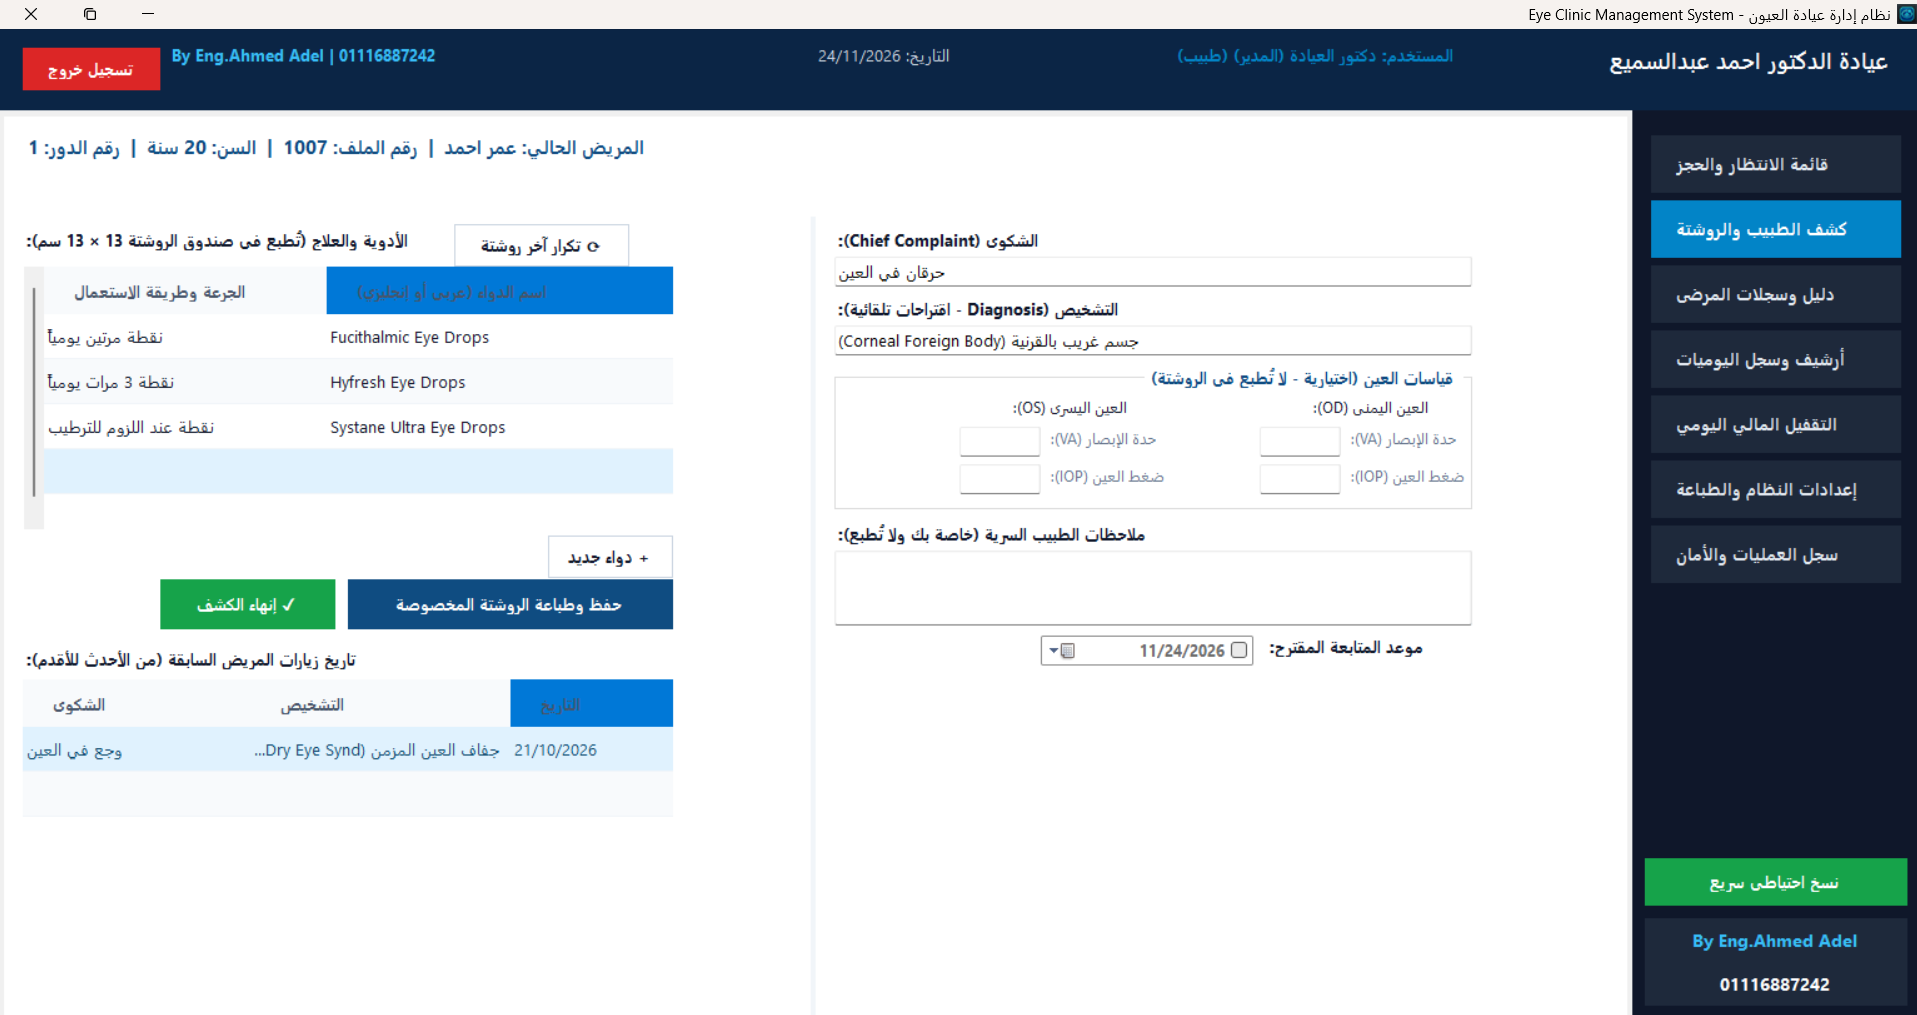 نظام إدارة عيادة العيون - Eye Clinic Management System
عيادة الدكتور احمد عبدالسميع
المستخدم: دكتور العيادة (المدير) (طبيب)
التاريخ: 24/11/2026
By Eng.Ahmed Adel | 01116887242
تسجيل خروج
قائمة الانتظار والحجز
كشف الطبيب والروشتة
دليل وسجلات المرضى
أرشيف وسجل اليوميات
التقفيل المالي اليومي
إعدادات النظام والطباعة
سجل العمليات والأمان
نسخ احتياطي سريع
By Eng.Ahmed Adel
01116887242
المريض الحالي: عمر احمد | رقم الملف: 1007 | السن: 20 سنة | رقم الدور: 1
الشكوى (Chief Complaint):
حرقان في العين
التشخيص (Diagnosis - اقتراحات تلقائية):
جسم غريب بالقرنية (Corneal Foreign Body)
قياسات العين (اختيارية - لا تُطبع في الروشتة)
العين اليمنى (OD):
العين اليسرى (OS):
حدة الإبصار (VA):
حدة الإبصار (VA):
ضغط العين (IOP):
ضغط العين (IOP):
ملاحظات الطبيب السرية (خاصة بك ولا تُطبع):
موعد المتابعة المقترح:
11/24/2026
⟳ تكرار آخر روشتة
الأدوية والعلاج (تُطبع في صندوق الروشتة 13 × 13 سم):
اسم الدواء (عربي أو إنجليزي)
الجرعة وطريقة الاستعمال
Fucithalmic Eye Drops
نقطة مرتين يومياً
Hyfresh Eye Drops
نقطة 3 مرات يومياً
Systane Ultra Eye Drops
نقطة عند اللزوم للترطيب
+ دواء جديد
حفظ وطباعة الروشتة المخصوصة
✓ إنهاء الكشف
تاريخ زيارات المريض السابقة (من الأحدث للأقدم):
التاريخ
التشخيص
الشكوى
21/10/2026
جفاف العين المزمن (Dry Eye Synd...
وجع في العين